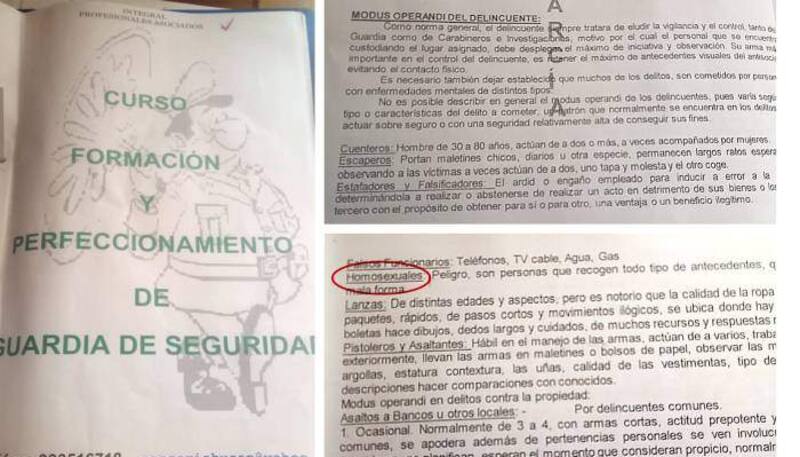 INTEGRAL
PROFESIONALES ASOCIADOS
CURSO
FORMACIÓN
Y
PERFECCIONAMIENTO
DE
GUARDIA DE SEGURIDAD
MODUS OPERANDI DEL DELINCUENTE:
Como norma general, el delincuente siempre tratara de eludir la vigilancia y el control, tanto de
Guardia como de Carabineros e Investigaciones, motivo por el cual el personal que se encuentra
custodiando el lugar asignado, debe desplegar el máximo de iniciativa y observación. Su arma más
importante en el control del delincuente, es retener el máximo de antecedentes visuales del antisocial
evitando el contacto físico.
Es necesario también dejar establecido que muchos de los delitos, son cometidos por person
con enfermedades mentales de distintos tipos.
No es posible describir en general el modus operandi de los delincuentes, pues varía según
tipo o características del delito a cometer, un patrón que normalmente se encuentra en los delitos
actuar sobre seguro o con una seguridad relativamente alta de conseguir sus fines.
Cuenteros: Hombre de 30 a 80 años, actúan de a dos o más, a veces acompañados por mujeres.
Escaperos: Portan maletines chicos, diarios u otra especie, permanecen largos ratos espera
observando a las víctimas a veces actúan de a dos, uno tapa y molesta y el otro coge.
Estafadores y Falsificadores: El ardid o engaño empleado para inducir a error a la
determinándola a realizar o abstenerse de realizar un acto en detrimento de sus bienes o los
tercero con el propósito de obtener para sí o para otro, una ventaja o un beneficio ilegítimo.
A
R
C
Í
A
Falsos Funcionarios: Teléfonos, TV cable, Agua, Gas
Homosexuales: Peligro, son personas que recogen todo tipo de antecedentes, q
mala forma.
Lanzas: De distintas edades y aspectos, pero es notorio que la calidad de la ropa
paquetes, rápidos, de pasos cortos y movimientos ilógicos, se ubica donde hay
boletas hace dibujos, dedos largos y cuidados, de muchos recursos y respuestas r
Pistoleros y Asaltantes: Hábil en el manejo de las armas, actúan de a varios, traba
exteriormente, llevan las armas en maletines o bolsos de papel, observar las m
argollas, estatura contextura, las uñas, calidad de las vestimentas, tipo de
descripciones hacer comparaciones con conocidos.
Modus operandi en delitos contra la propiedad:
Asaltos a Bancos u otros locales: - Por delincuentes comunes.
1. Ocasional. Normalmente de 3 a 4, con armas cortas, actitud prepotente y
comunes, se apodera además de pertenencias personales se ven involuc
esperan el momento que consideran propicio, normalm